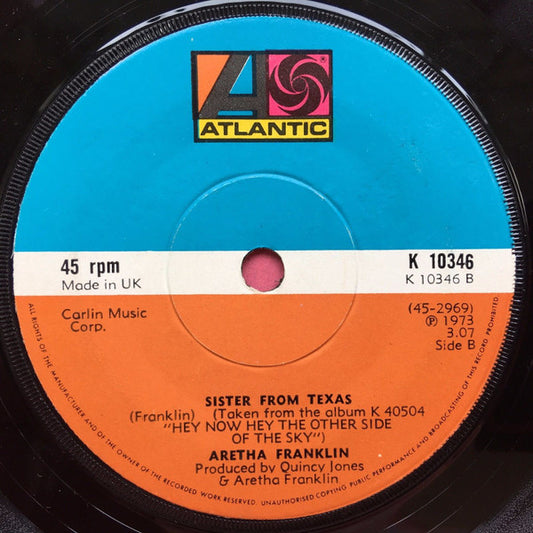 ATLANTIC
®
45 rpm
Made in UK
K 10346
K 10346 B
Carlin Music
Corp.
(45-2969)
℗ 1973
3.07
Side B
SISTER FROM TEXAS
(Franklin) (Taken from the album K 40504
"HEY NOW HEY THE OTHER SIDE
OF THE SKY")
ARETHA FRANKLIN
Produced by Quincy Jones
& Aretha Franklin
ALL RIGHTS OF THE MANUFACTURER AND OF THE OWNER OF THE RECORDED WORK RESERVED. UNAUTHORISED COPYING PUBLIC PERFORMANCE AND BROADCASTING OF THIS RECORD PROHIBITED.